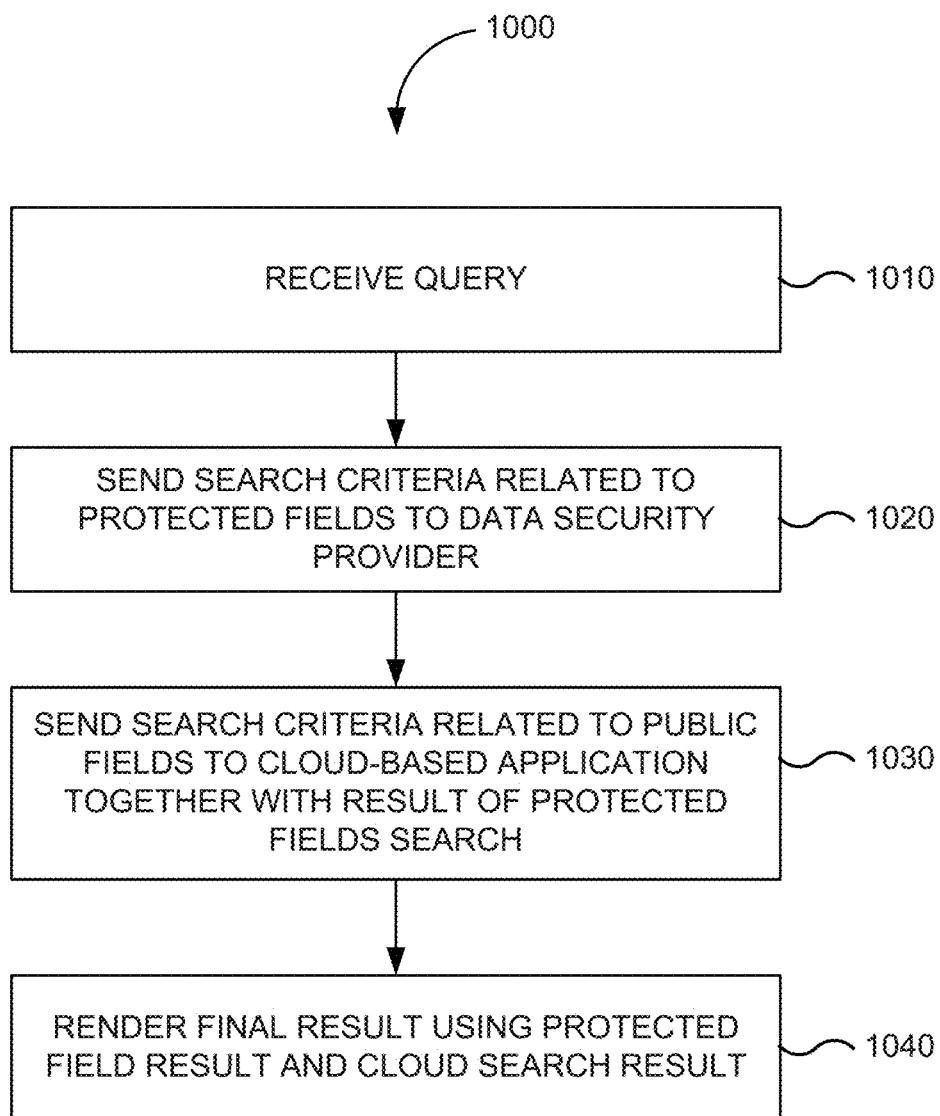 1000
RECEIVE QUERY
1010
SEND SEARCH CRITERIA RELATED TO
PROTECTED FIELDS TO DATA SECURITY
PROVIDER
1020
SEND SEARCH CRITERIA RELATED TO PUBLIC
FIELDS TO CLOUD-BASED APPLICATION
TOGETHER WITH RESULT OF PROTECTED
FIELDS SEARCH
1030
RENDER FINAL RESULT USING PROTECTED
FIELD RESULT AND CLOUD SEARCH RESULT
1040